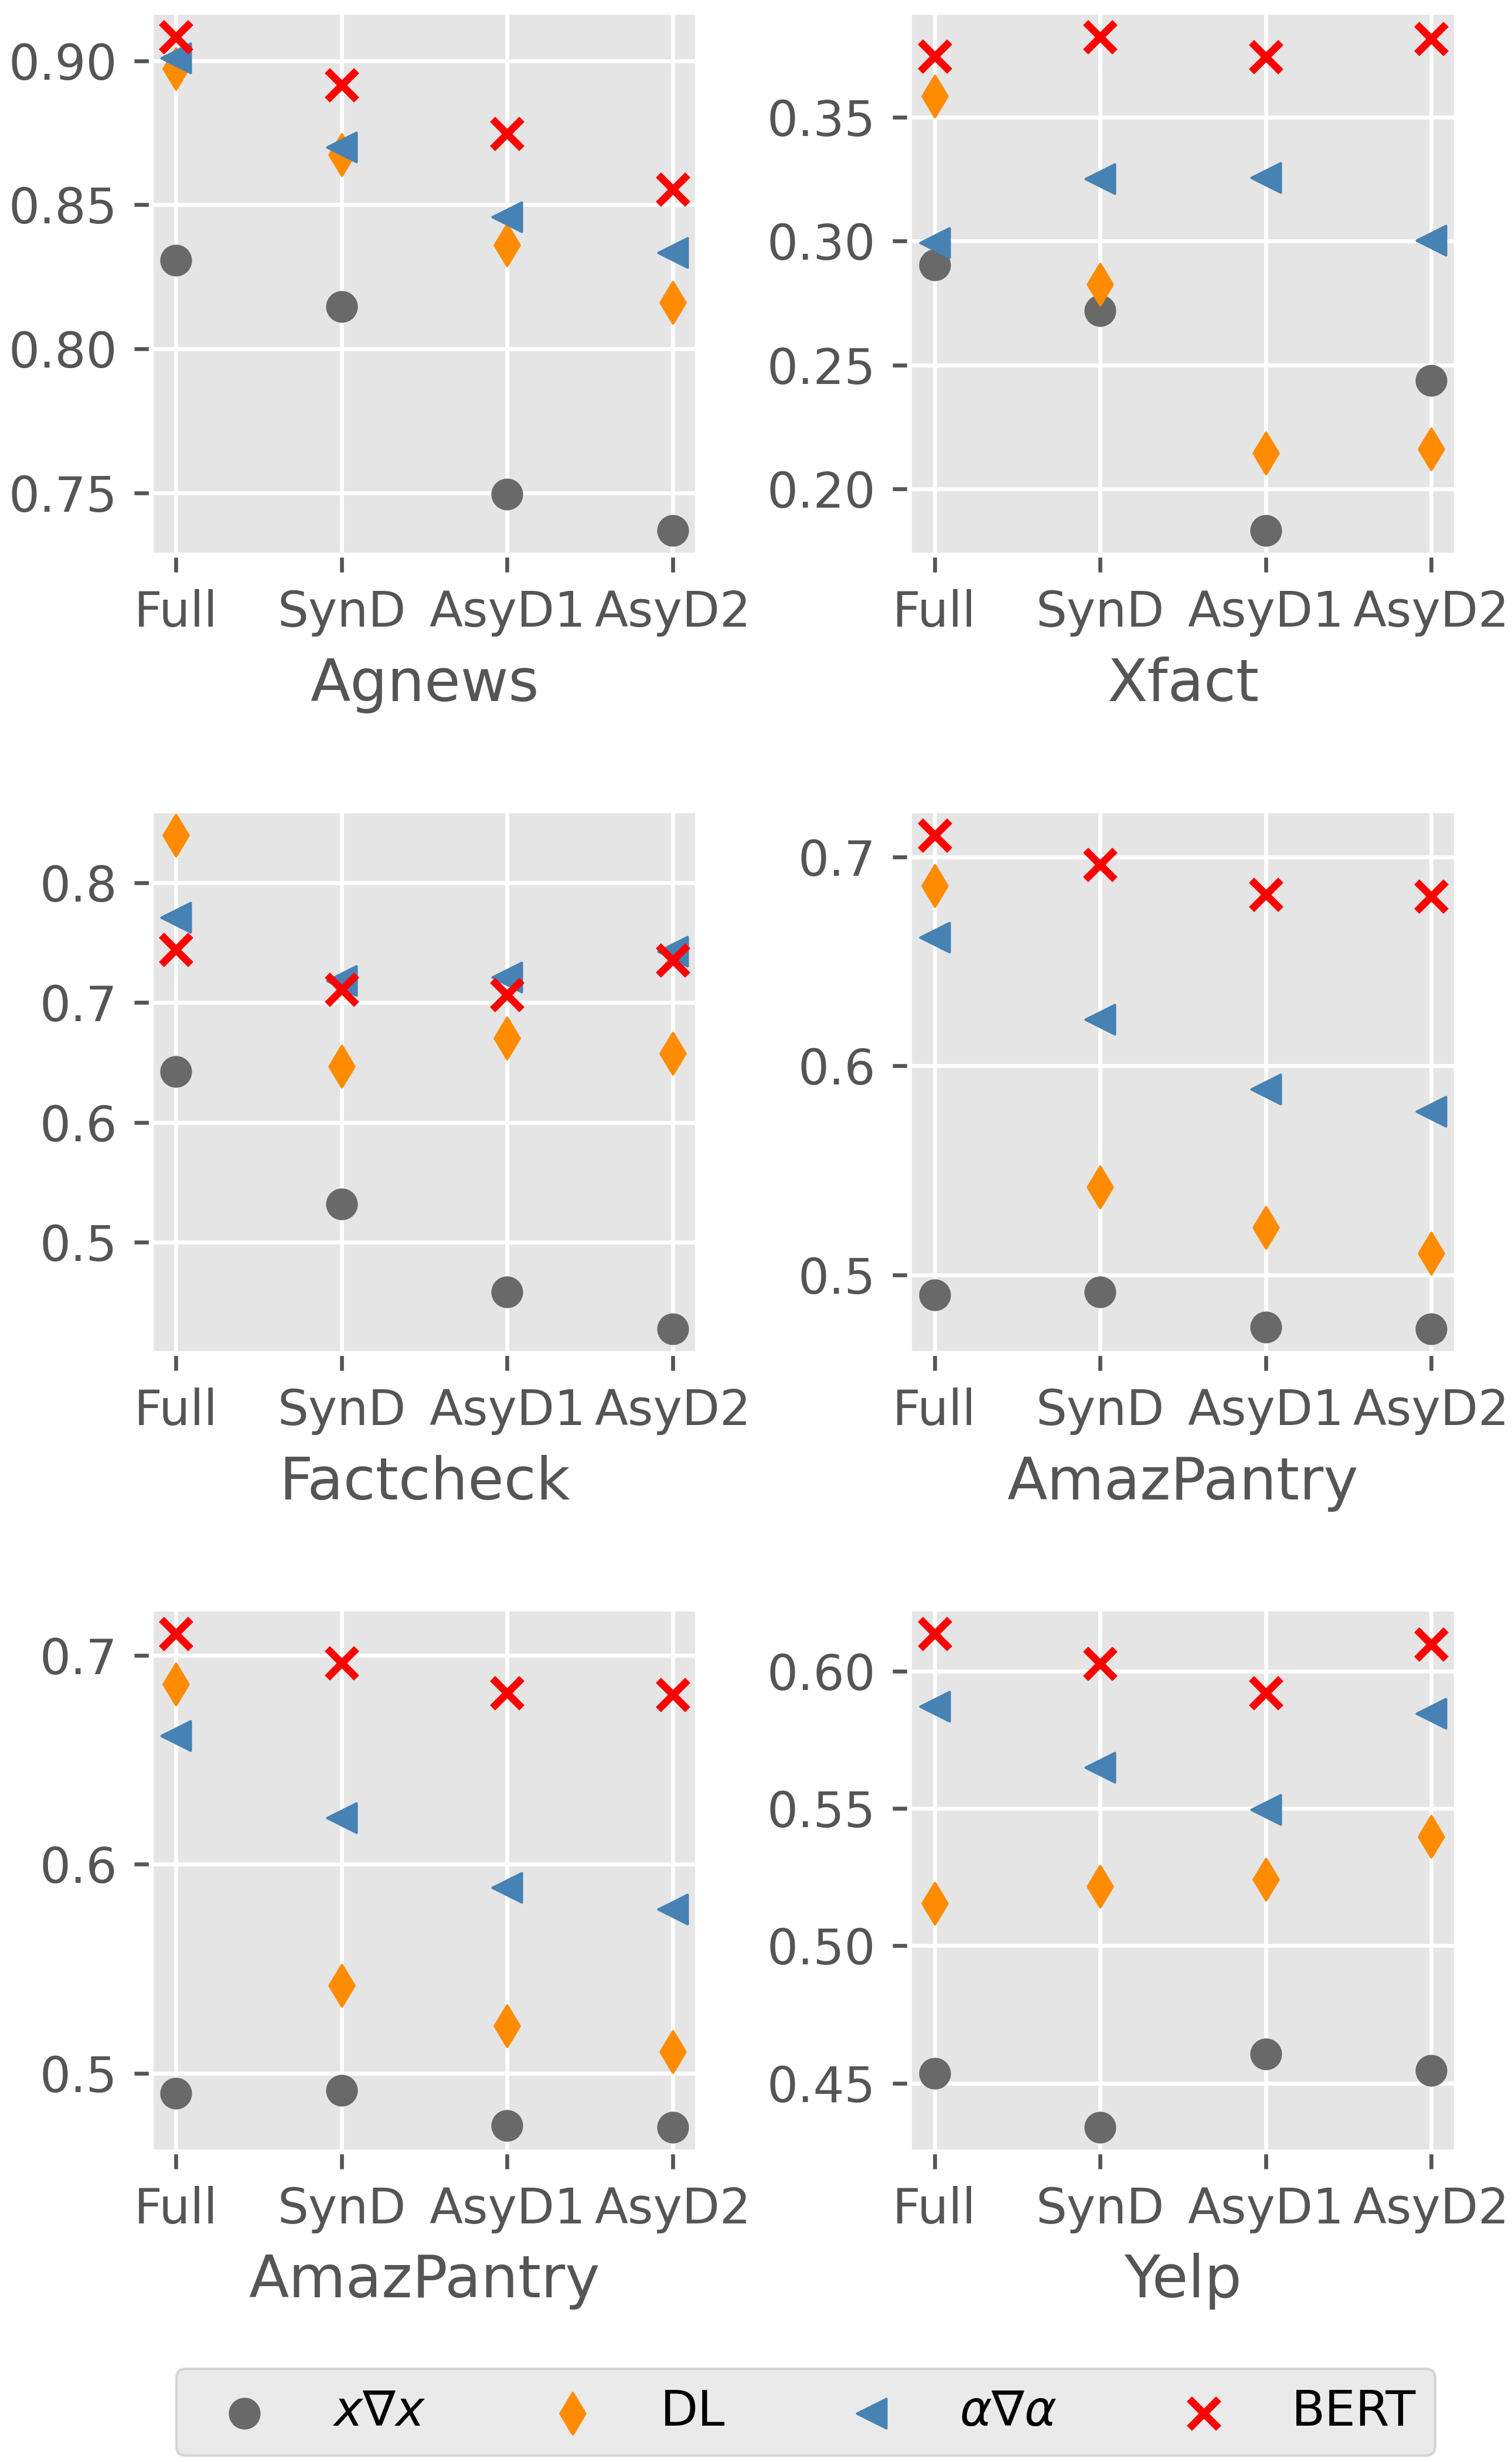 0.90
0.85
0.80
0.75
Full SynD AsyD1 AsyD2
Agnews
0.35
0.30
0.25
0.20
Full SynD AsyD1 AsyD2
Xfact
0.8
0.7
0.6
0.5
Full SynD AsyD1 AsyD2
Factcheck
0.7
0.6
0.5
Full SynD AsyD1 AsyD2
AmazPantry
0.7
0.6
0.5
Full SynD AsyD1 AsyD2
AmazPantry
0.60
0.55
0.50
0.45
Full SynD AsyD1 AsyD2
Yelp
x∇x DL α∇α BERT